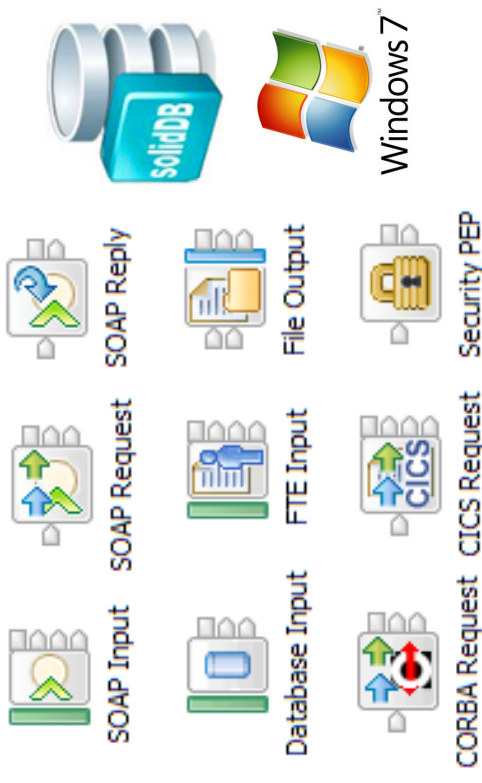 SOAP Input
SOAP Request
SOAP Reply
solidDB
Database Input
FTE Input
File Output
Windows 7™
CORBA Request
CICS
CICS Request
Security PEP